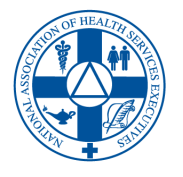 NATIONAL ASSOCIATION OF HEALTH SERVICES EXECUTIVES